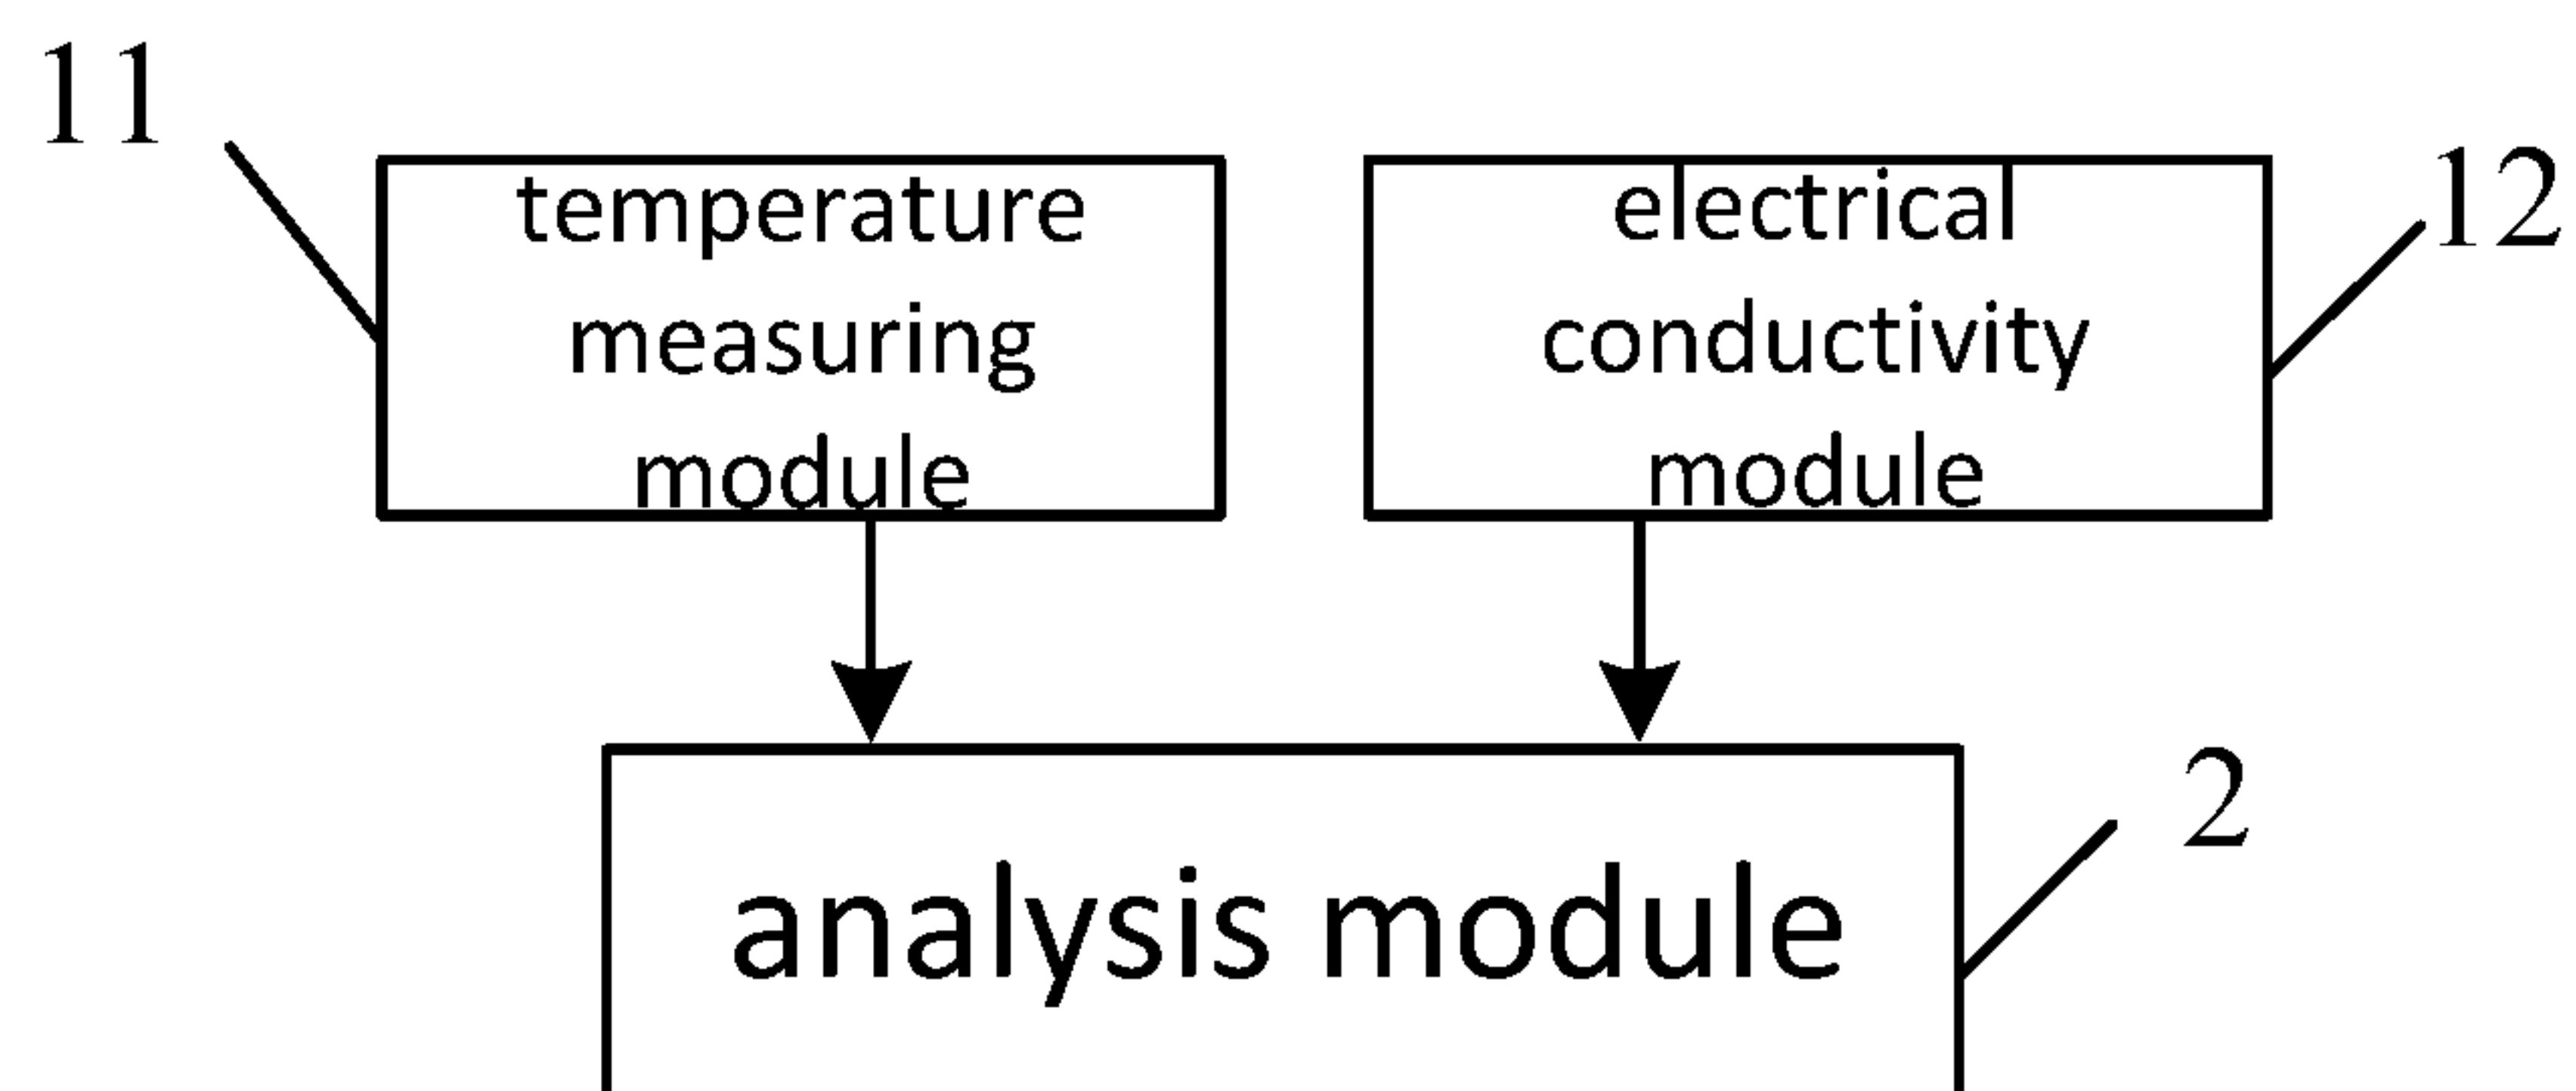 11
temperature
measuring
module
electrical
conductivity
module
12
analysis module
2